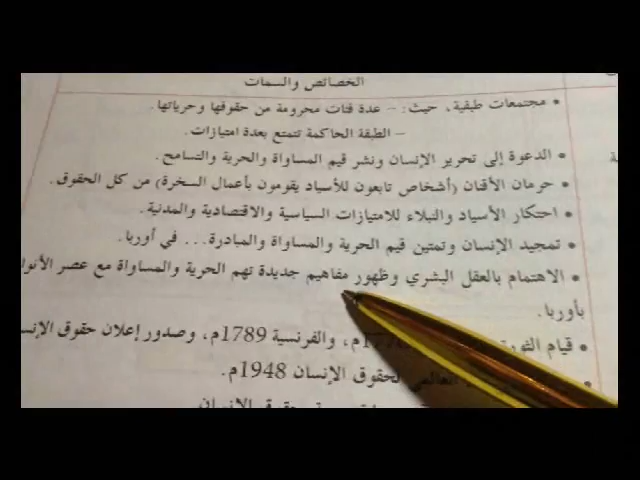 الخصائص والسمات
• مجتمعات طبقية، حيث: – عدة فئات محرومة من حقوقها وحرياتها.
– الطبقة الحاكمة تتمتع بعدة امتيازات.
• الدعوة إلى تحرير الإنسان ونشر قيم المساواة والحرية والتسامح.
• حرمان الأقنان (أشخاص تابعون للأسياد يقومون بأعمال السخرة) من كل الحقوق.
• احتكار الأسياد والنبلاء للامتيازات السياسية والاقتصادية والمدنية.
• تمجيد الإنسان وتمتين قيم الحرية والمساواة والمبادرة... في أوربا.
• الاهتمام بالعقل البشري وظهور مفاهيم جديدة تهم الحرية والمساواة مع عصر
بأوربا.
• قيام الثورة م، والفرنسية 1789م، وصدور إعلان حقوق
العالمي لحقوق الإنسان 1948م.
حقوق الإنسان